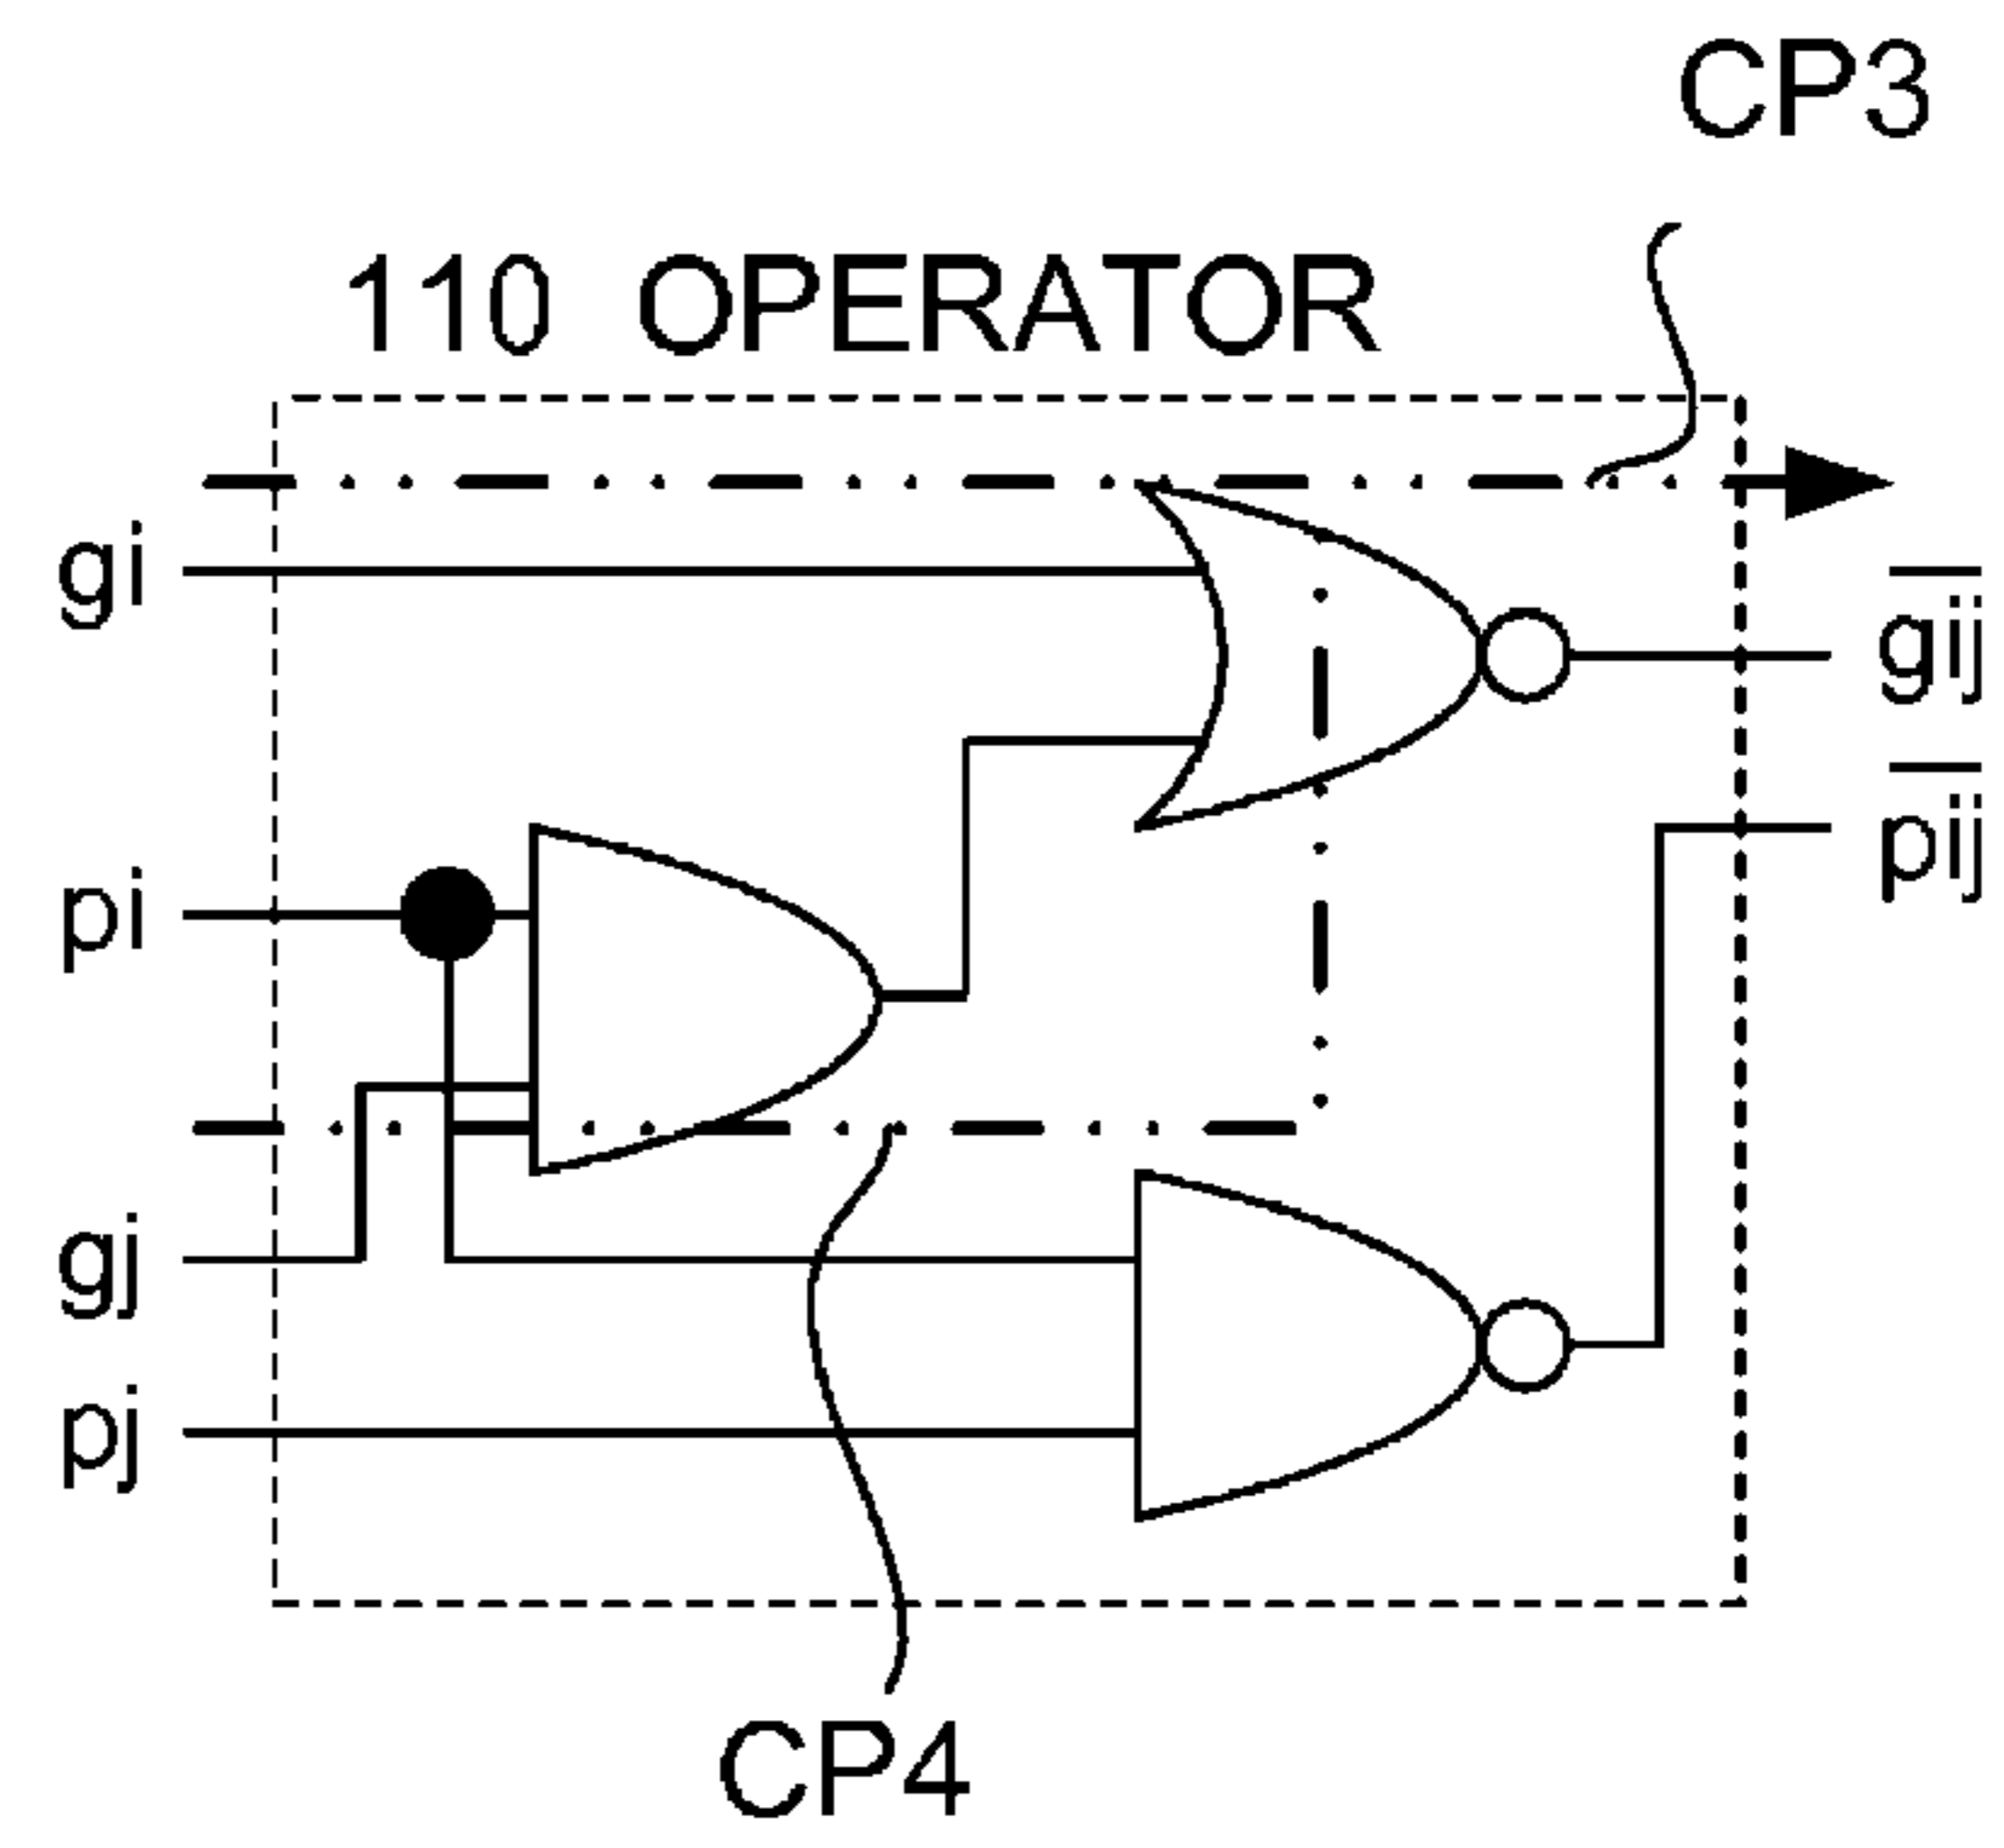 CP3
110 OPERATOR
gi
gij
pij
pi
gj
pj
CP4